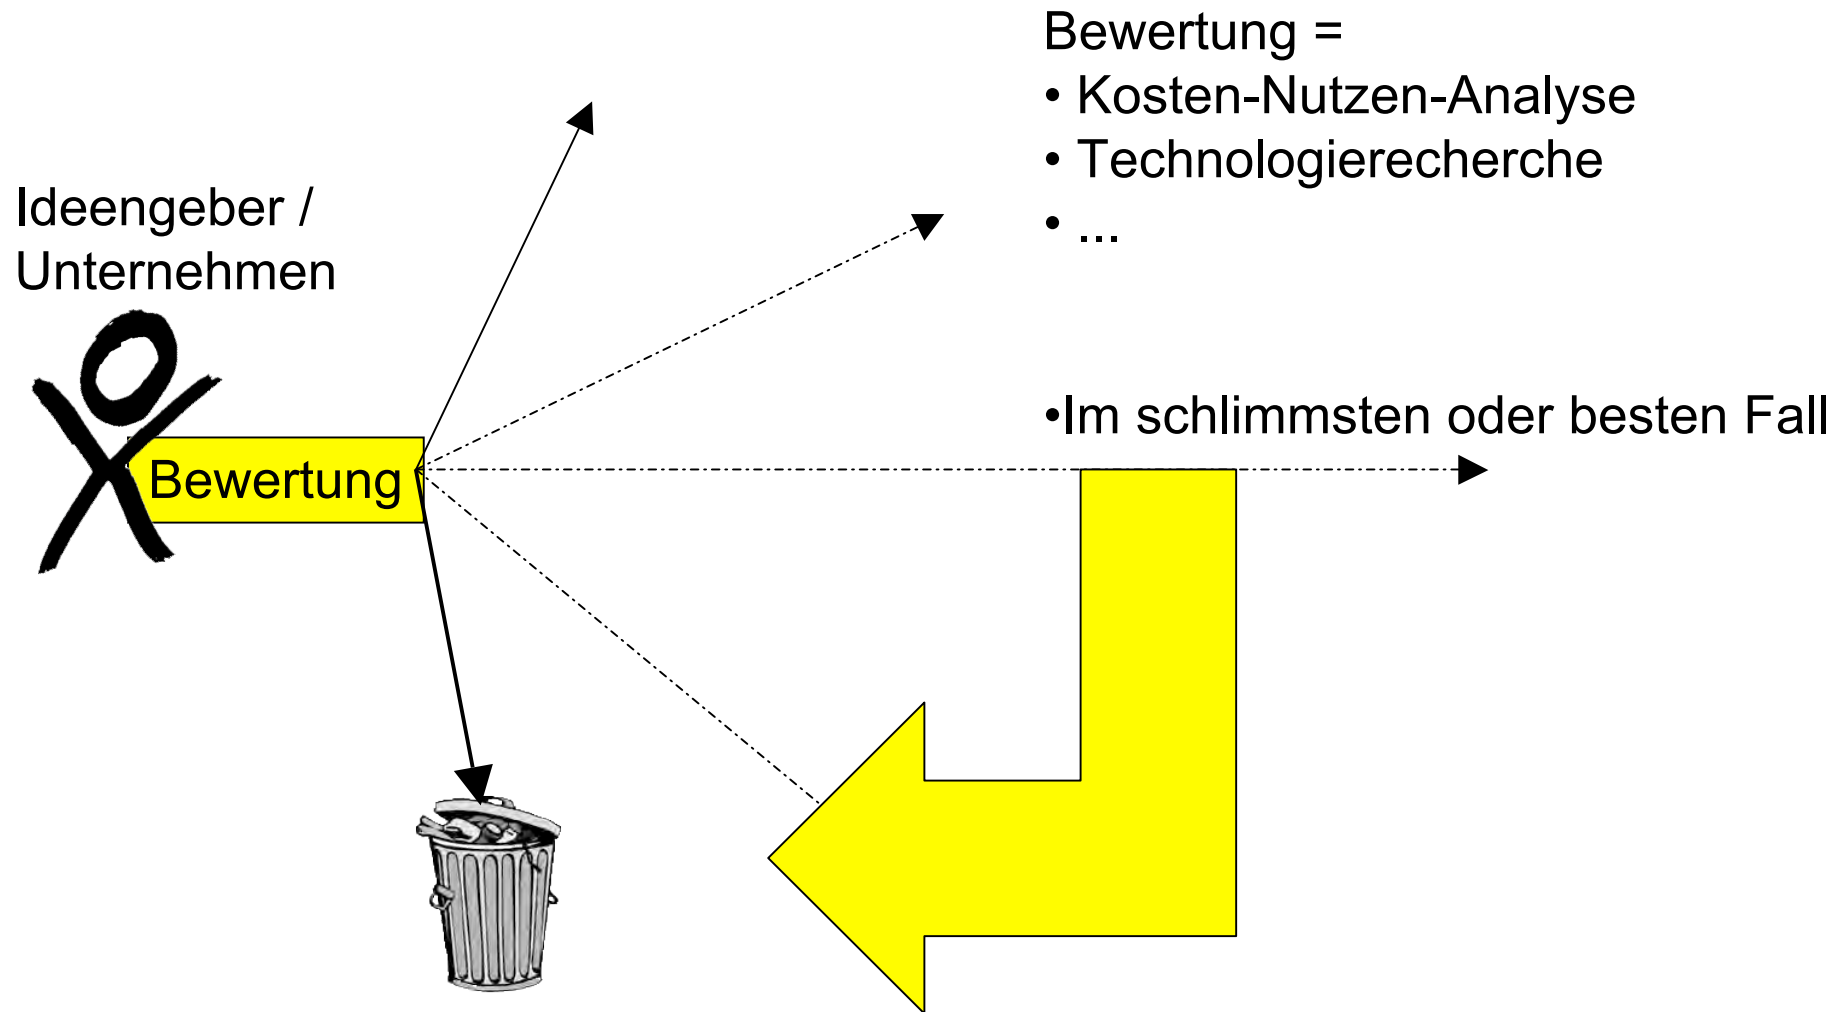 Ideengeber /
Unternehmen
Bewertung
Bewertung =
• Kosten-Nutzen-Analyse
• Technologierecherche
• ...
•Im schlimmsten oder besten Fall